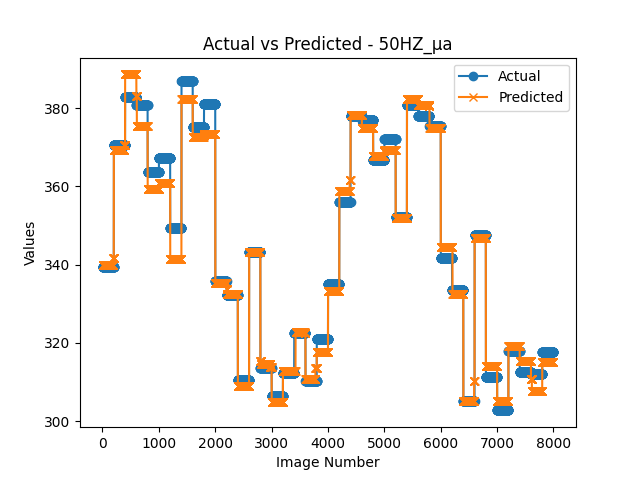 Actual vs Predicted - 50HZ_μa
Actual
Predicted
Values
380
360
340
320
300
0 1000 2000 3000 4000 5000 6000 7000 8000
Image Number